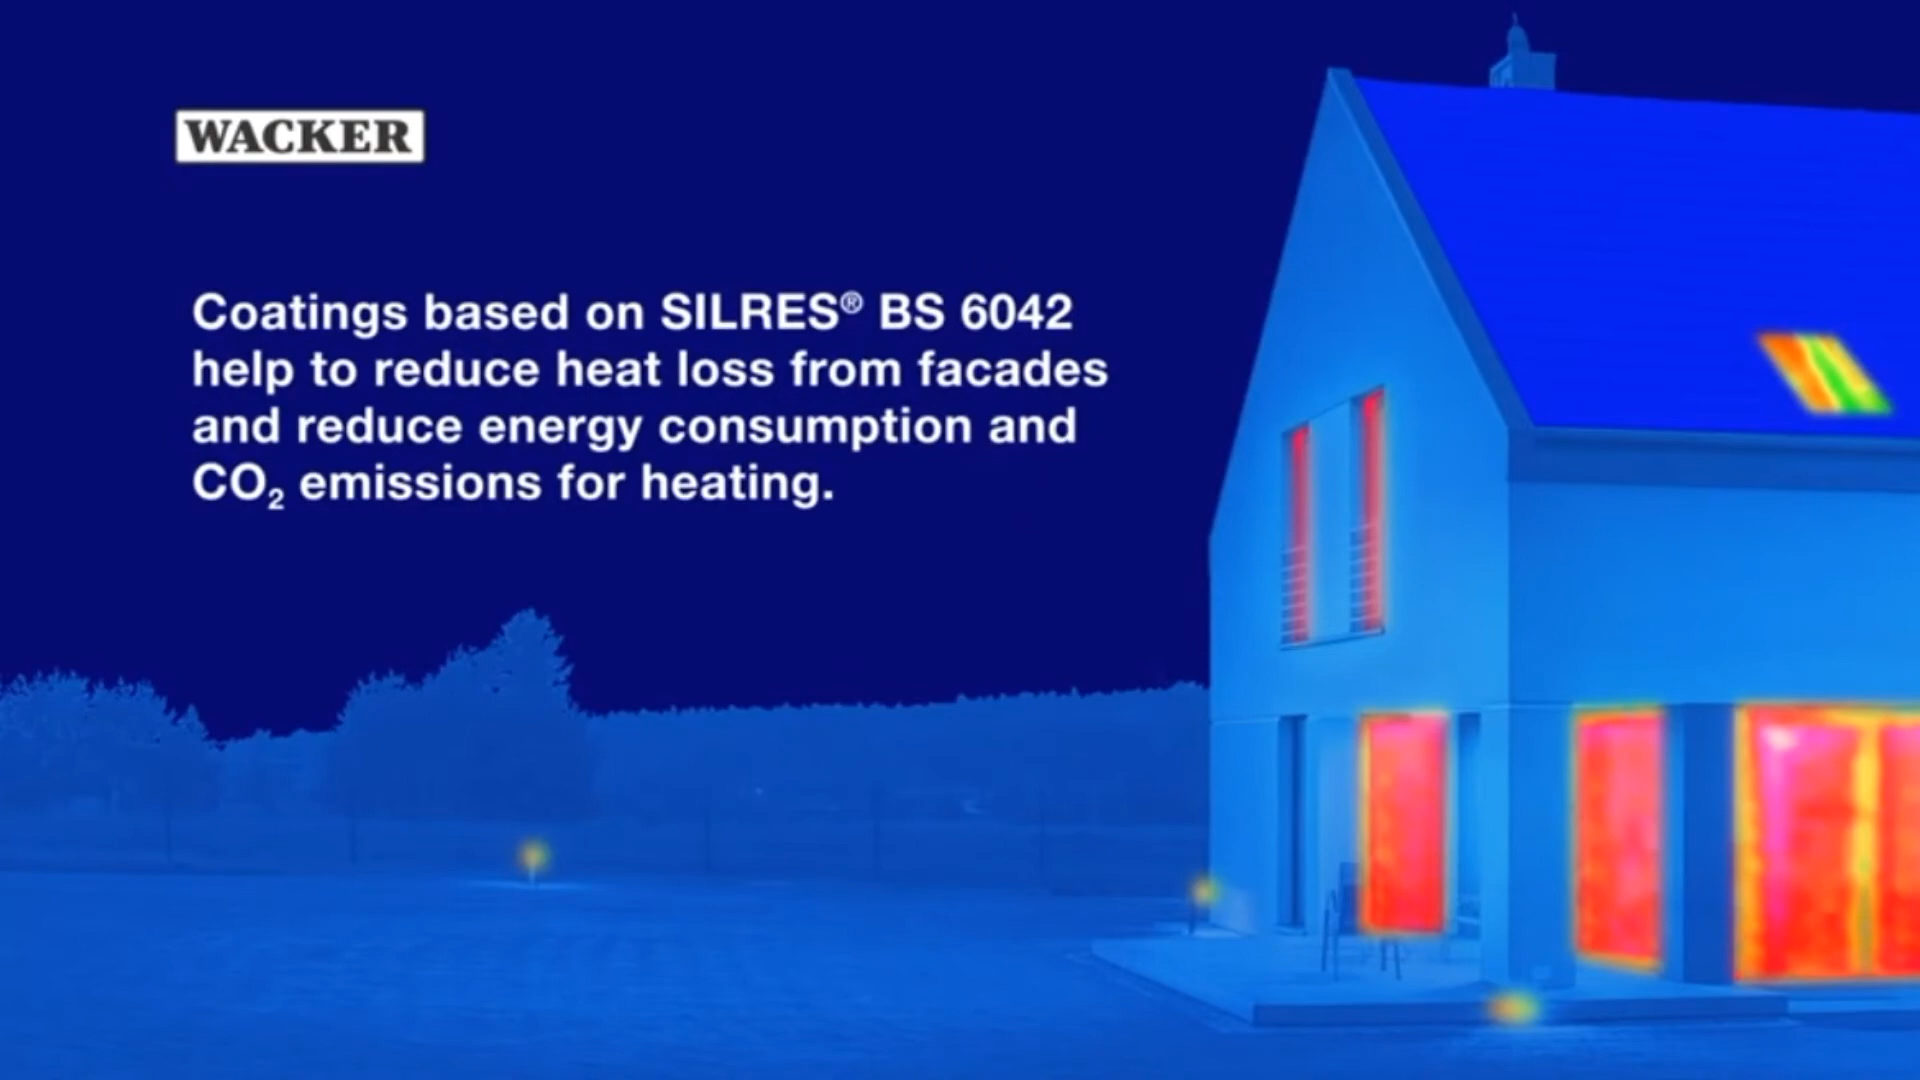 WACKER
Coatings based on SILRES® BS 6042
help to reduce heat loss from facades
and reduce energy consumption and
CO₂ emissions for heating.